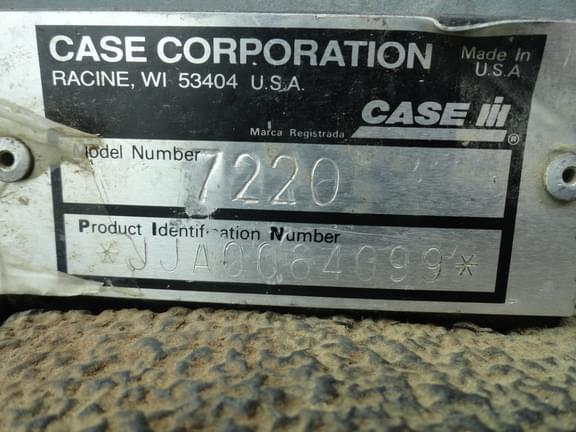 CASE CORPORATION
RACINE, WI 53404 U.S.A.
Made In
U.S.A
CASE IH
®
Marca Registrada
Model Number
7220
Product Identification Number
*JJA0064099*